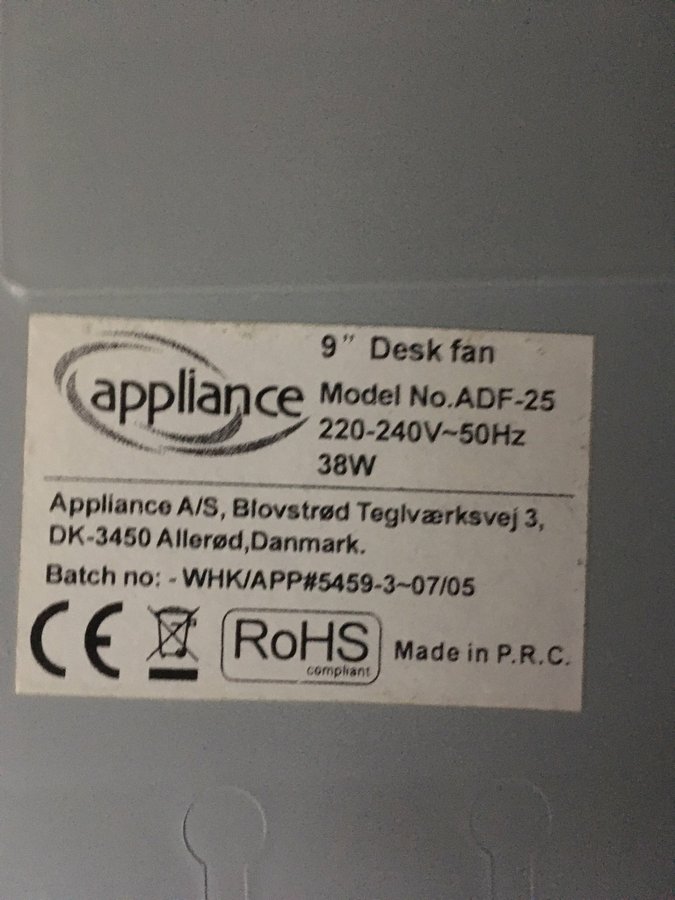 appliance
9" Desk fan
Model No.ADF-25
220-240V~50Hz
38W
Appliance A/S, Blovstrød Teglværksvej 3,
DK-3450 Allerød,Danmark.
Batch no: - WHK/APP#5459-3~07/05
CE
RoHS
compliant
Made in P.R.C.